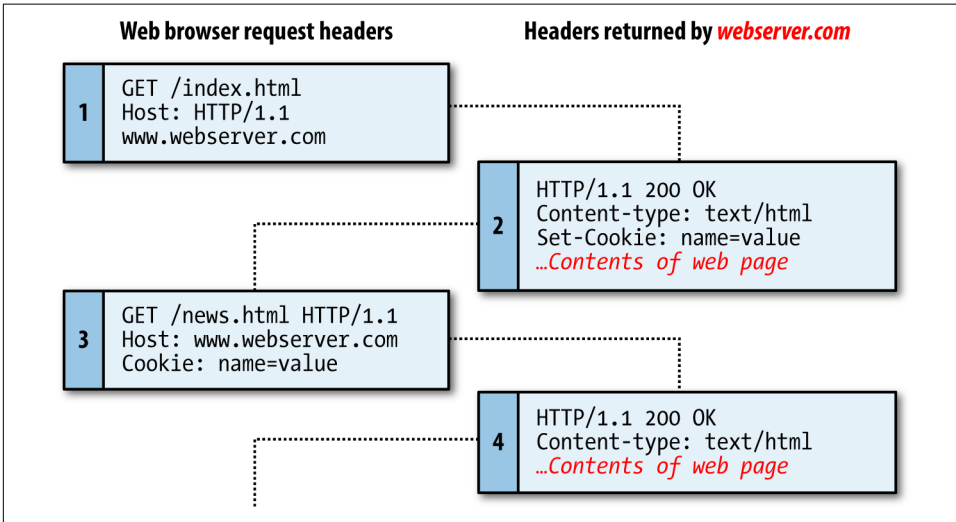 Web browser request headers
Headers returned by webserver.com
1
GET /index.html
Host: HTTP/1.1
www.webserver.com
2
HTTP/1.1 200 OK
Content-type: text/html
Set-Cookie: name=value
…Contents of web page
3
GET /news.html HTTP/1.1
Host: www.webserver.com
Cookie: name=value
4
HTTP/1.1 200 OK
Content-type: text/html
…Contents of web page